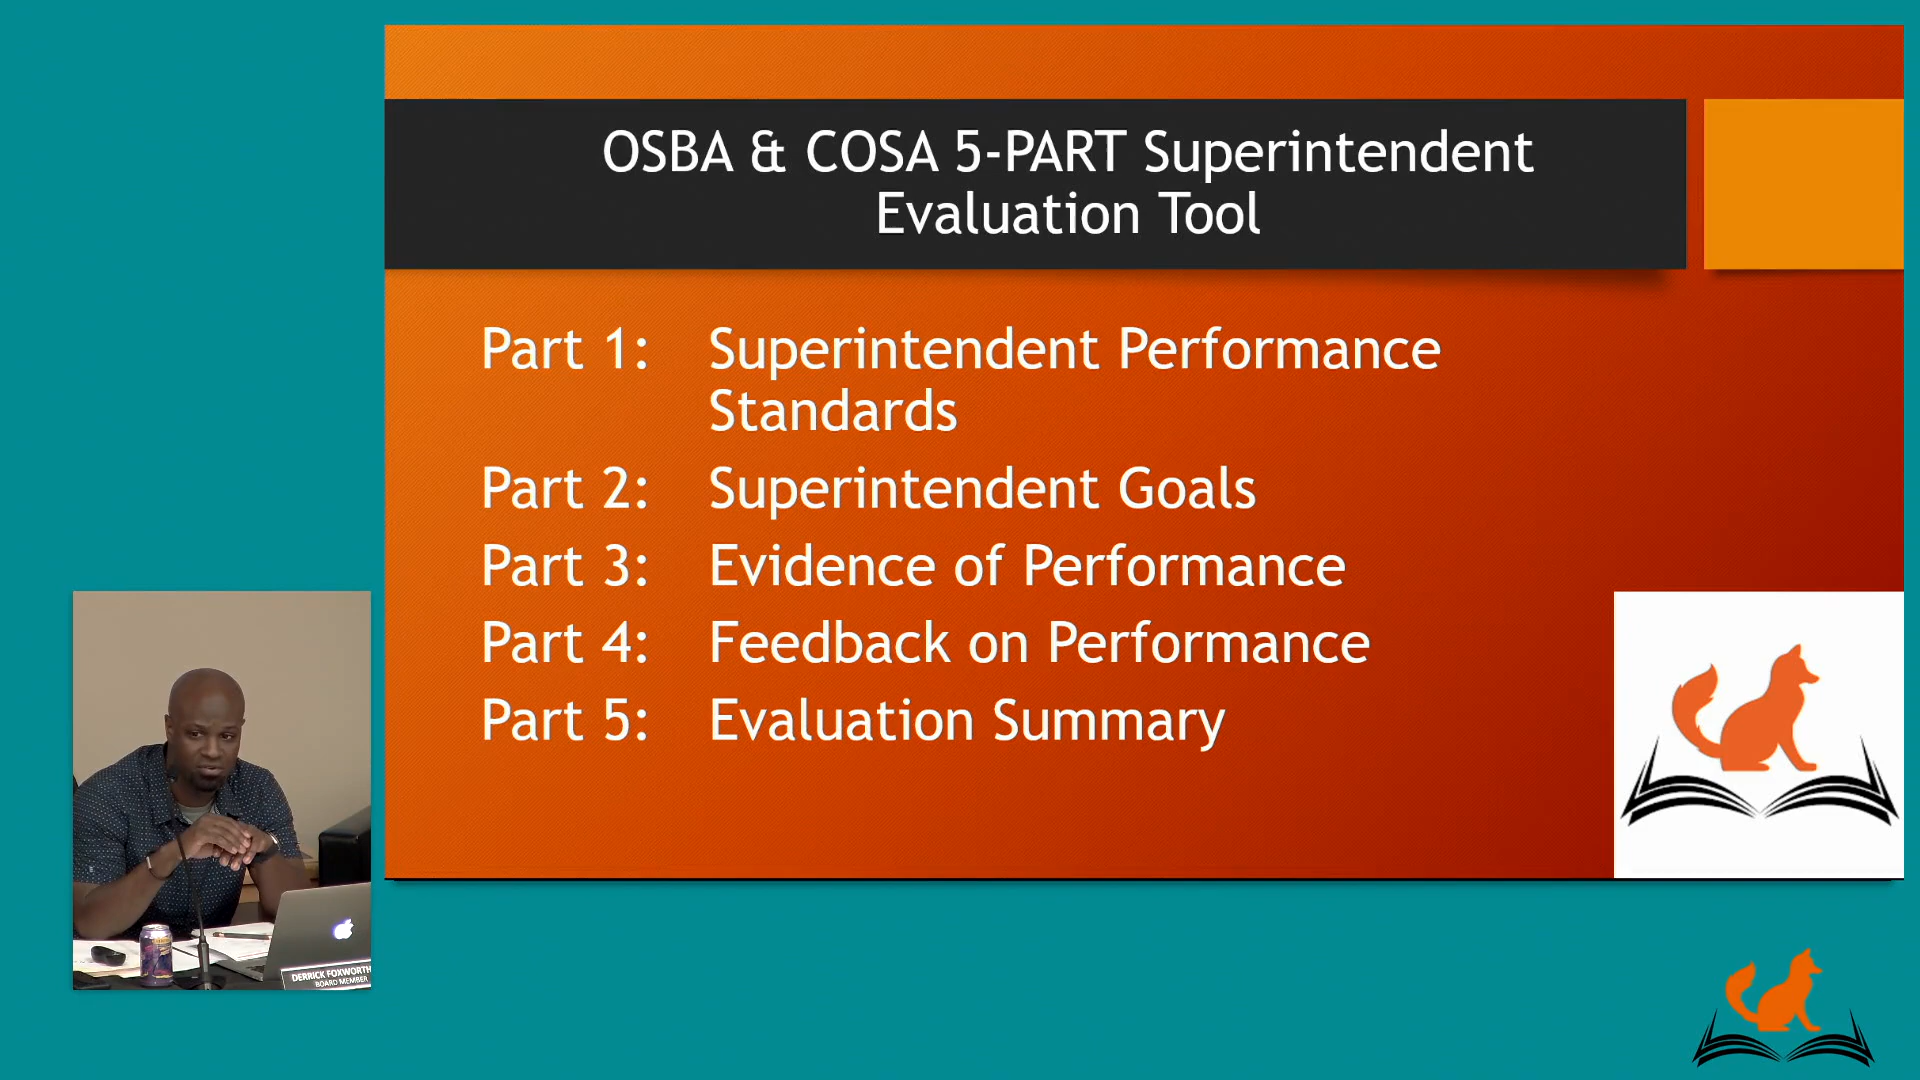 OSBA & COSA 5-PART Superintendent
Evaluation Tool
Part 1: Superintendent Performance
Standards
Part 2: Superintendent Goals
Part 3: Evidence of Performance
Part 4: Feedback on Performance
Part 5: Evaluation Summary
DERRICK FOXWORTH
BOARD MEMBER